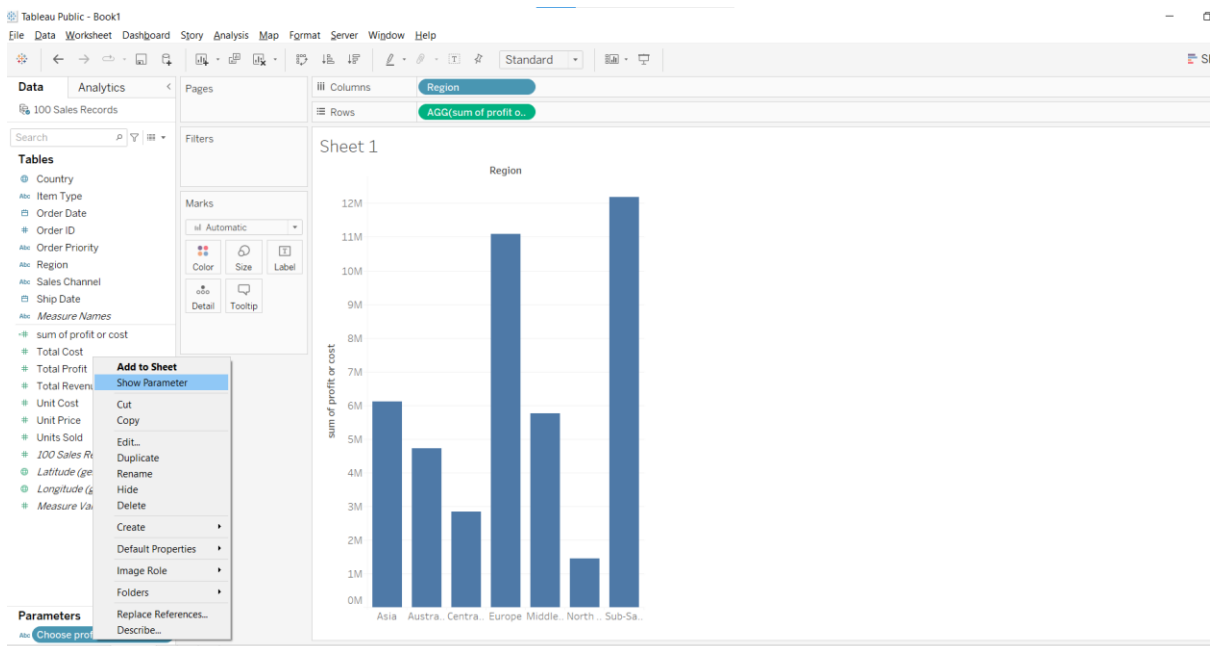 Tableau Public - Book1
File Data Worksheet Dashboard Story Analysis Map Format Server Window Help
Standard
Data Analytics
100 Sales Records
Search
Tables
Country
Abc Item Type
Order Date
# Order ID
Abc Order Priority
Abc Region
Abc Sales Channel
Ship Date
Abc Measure Names
=# sum of profit or cost
# Total Cost
# Total Profit
# Total Revenu
# Unit Cost
# Unit Price
# Units Sold
# 100 Sales Re
Latitude (ge
Longitude (g
# Measure Va
Parameters
Abc Choose prof
Add to Sheet
Show Parameter
Cut
Copy
Edit...
Duplicate
Rename
Hide
Delete
Create
Default Properties
Image Role
Folders
Replace References...
Describe...
Pages
Filters
Marks
Automatic
Color Size Label
Detail Tooltip
Columns Region
Rows AGG(sum of profit o..
Sheet 1
Region
12M
11M
10M
9M
8M
7M
6M
5M
4M
3M
2M
1M
0M
sum of profit or cost
Asia Austra.. Centra.. Europe Middle.. North .. Sub-Sa..